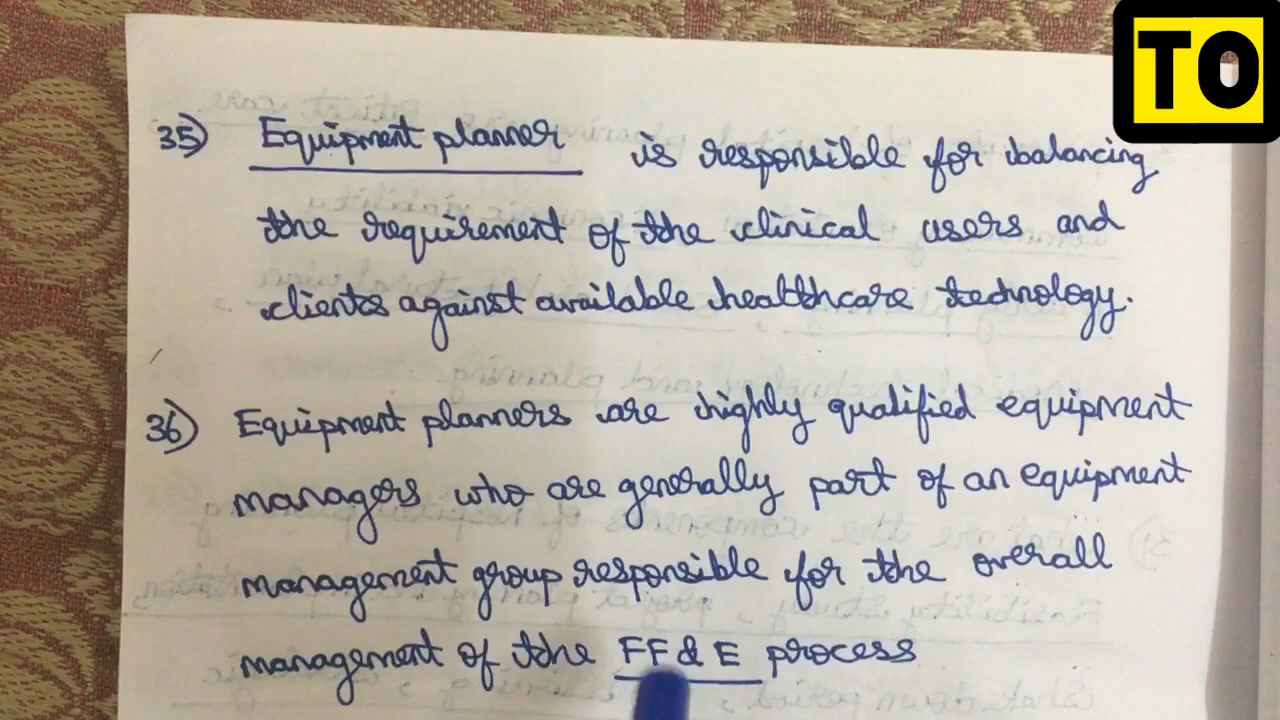 TO
35) Equipment planner is responsible for balancing
the requirement of the clinical users and
clients against available healthcare technology.
36) Equipment planners are highly qualified equipment
managers who are generally part of an equipment
management group responsible for the overall
management of the FF & E process